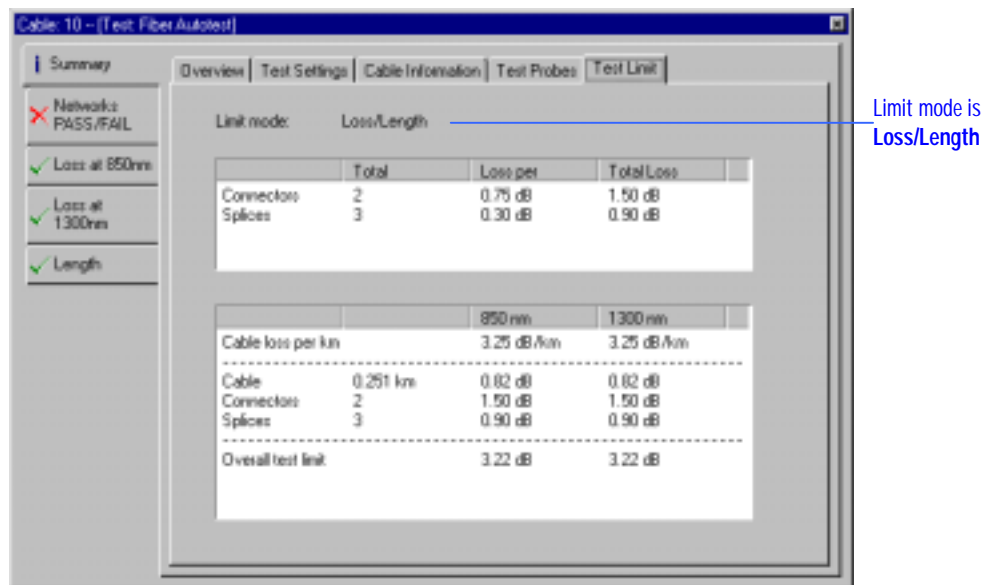 Cable: 10 -- [Test: Fiber Autotest]
i Summary
Networks PASS/FAIL
Loss at 850nm
Loss at 1300nm
Length
Overview Test Settings Cable Information Test Probes Test Limit
Limit mode: Loss/Length
Limit mode is
Loss/Length
Total Loss per Total Loss
Connectors 2 0.75 dB 1.50 dB
Splices 3 0.30 dB 0.90 dB
850 nm 1300 nm
Cable loss per km 3.25 dB/km 3.25 dB/km
Cable 0.251 km 0.82 dB 0.82 dB
Connectors 2 1.50 dB 1.50 dB
Splices 3 0.90 dB 0.90 dB
Overall test limit 3.22 dB 3.22 dB